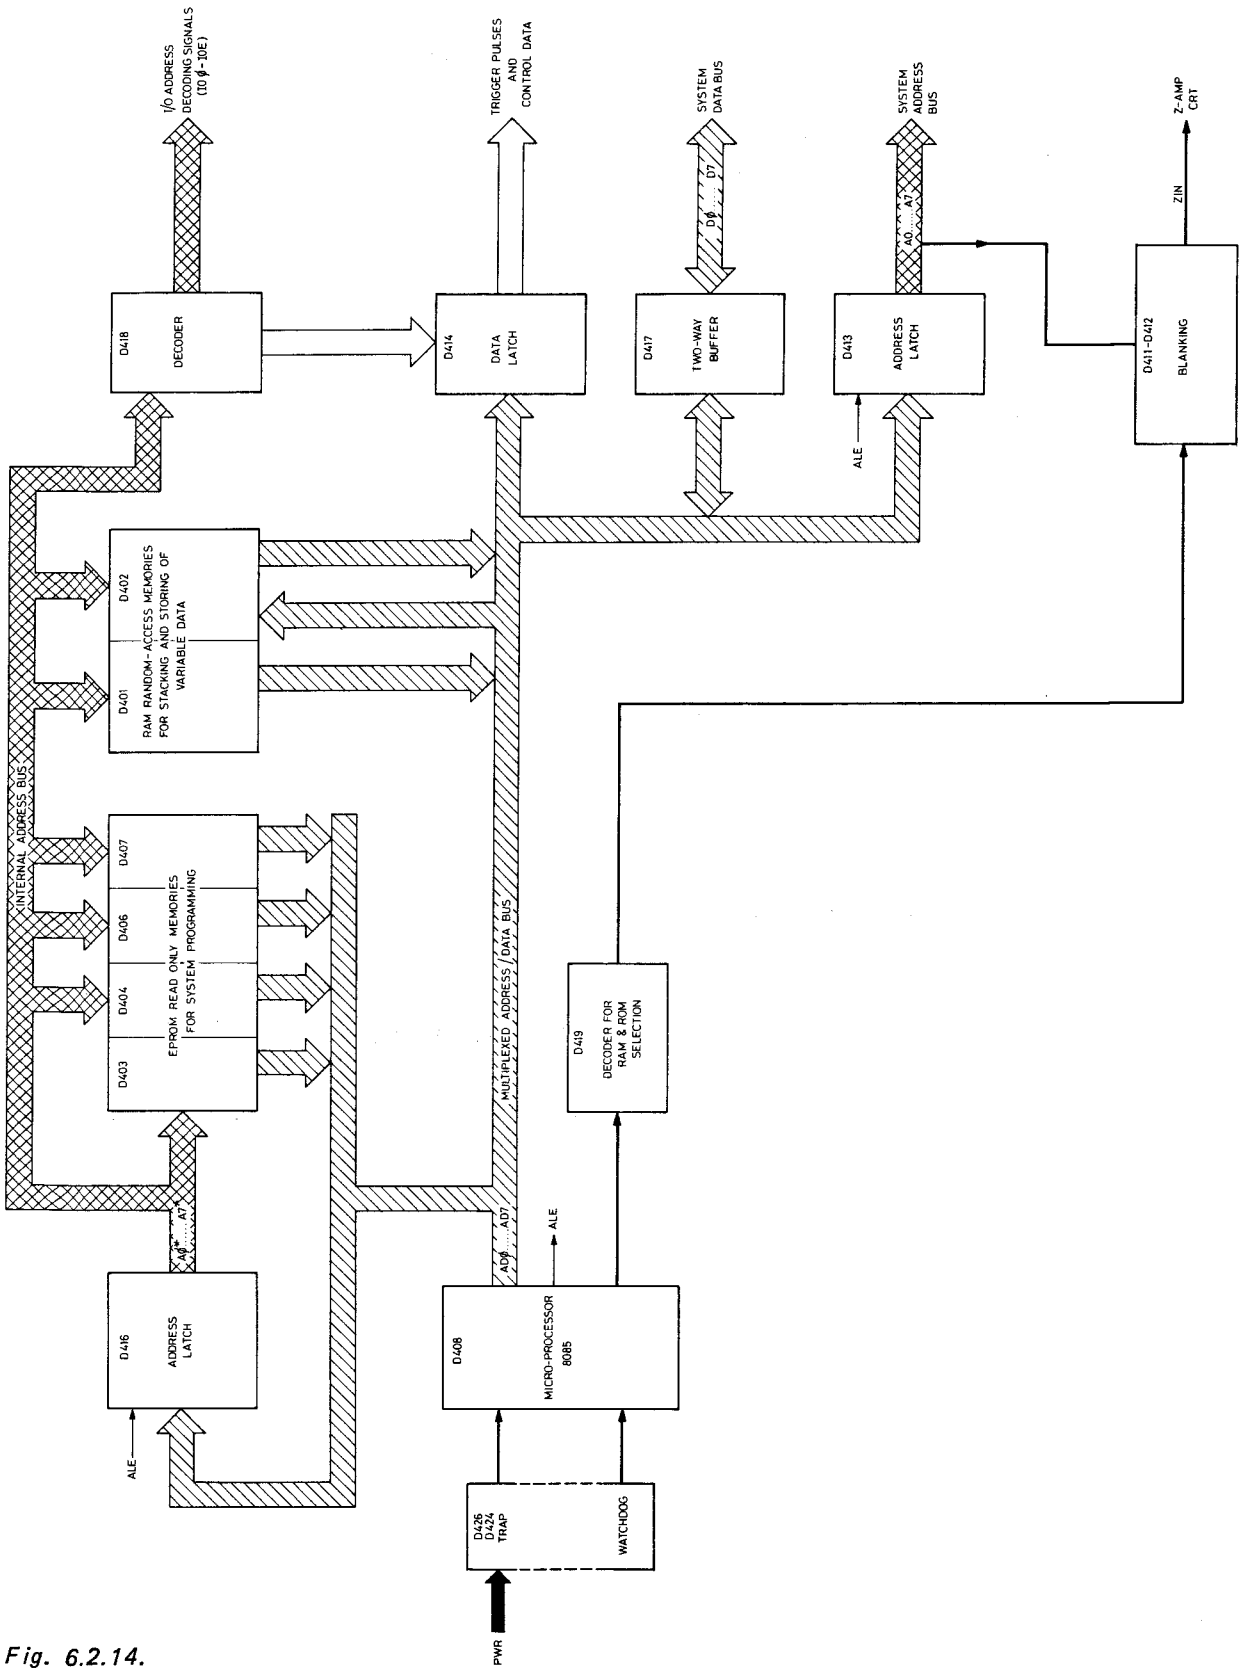 I/O ADDRESS
DECODING SIGNALS
(IOϕ-IOE)
TRIGGER PULSES
AND
CONTROL DATA
SYSTEM
DATA BUS
SYSTEM
ADDRESS
BUS
Z-AMP
CRT
ZIN
D418
DECODER
D414
DATA
LATCH
D417
TWO-WAY
BUFFER
Dϕ.....D7
D413
ADDRESS
LATCH
A0......A7
ALE
D411-D412
BLANKING
INTERNAL ADDRESS BUS
D401
D402
RAM RANDOM-ACCESS MEMORIES
FOR STACKING AND STORING OF
VARIABLE DATA
D403
D404
D406
D407
EPROM READ ONLY MEMORIES
FOR SYSTEM PROGRAMMING
MULTIPLEXED ADDRESS/DATA BUS
D419
DECODER FOR
RAM & ROM
SELECTION
Aϕ*......A7*
D416
ADDRESS
LATCH
ALE
ADϕ.....AD7
ALE
D408
MICRO-PROCESSOR
8085
D426
D424
TRAP
WATCHDOG
PWR
Fig. 6.2.14.